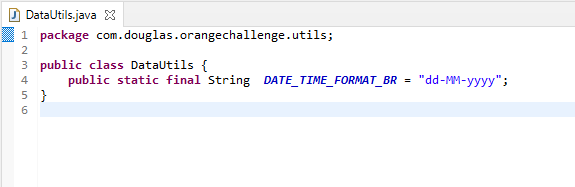 DataUtils.java
1 package com.douglas.orangechallenge.utils;
2
3 public class DataUtils {
4     public static final String  DATE_TIME_FORMAT_BR = "dd-MM-yyyy";
5 }
6